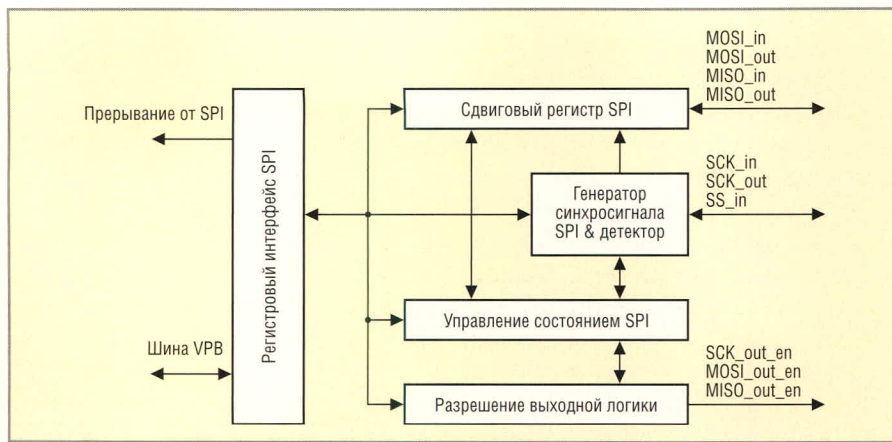 MOSI_in
MOSI_out
MISO_in
MISO_out
Прерывание от SPI
Сдвиговый регистр SPI
Регистровый интерфейс SPI
SCK_in
SCK_out
SS_in
Генератор
синхросигнала
SPI & детектор
Управление состоянием SPI
Шина VPB
SCK_out_en
MOSI_out_en
MISO_out_en
Разрешение выходной логики